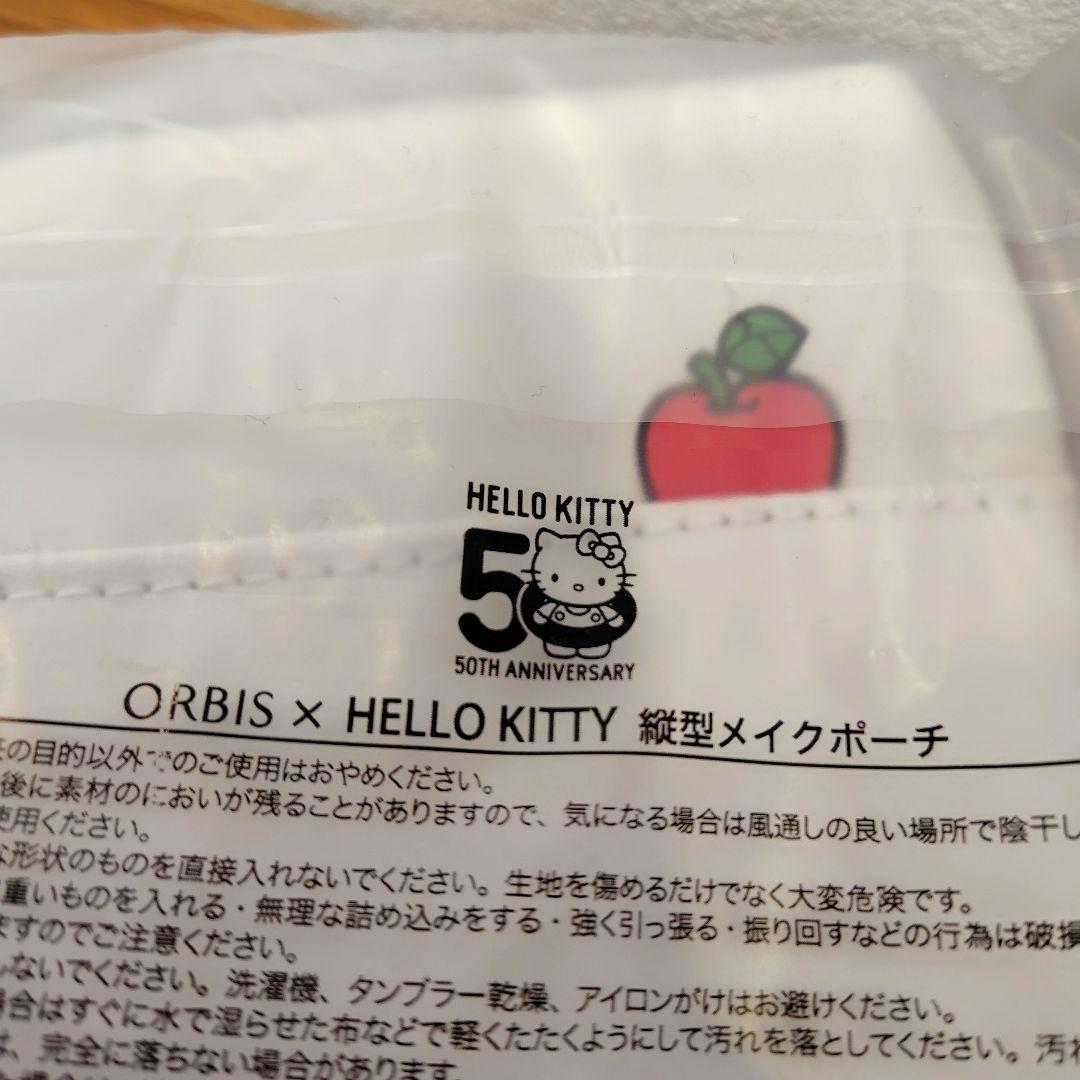 HELLO KITTY
50
50TH ANNIVERSARY
ORBIS × HELLO KITTY 縦型メイクポーチ
の目的以外でのご使用はおやめください。
後に素材のにおいが残ることがありますので、気になる場合は風通しの良い場所で陰干し
使用ください。
な形状のものを直接入れないでください。生地を傷めるだけでなく大変危険です。
重いものを入れる・無理な詰め込みをする・強く引っ張る・振り回すなどの行為は破損
ますのでご注意ください。
しないでください。洗濯機、タンブラー乾燥、アイロンがけはお避けください。
場合はすぐに水で湿らせた布などで軽くたたくようにして汚れを落としてください。汚れ
は、完全に落ちない場合があります。